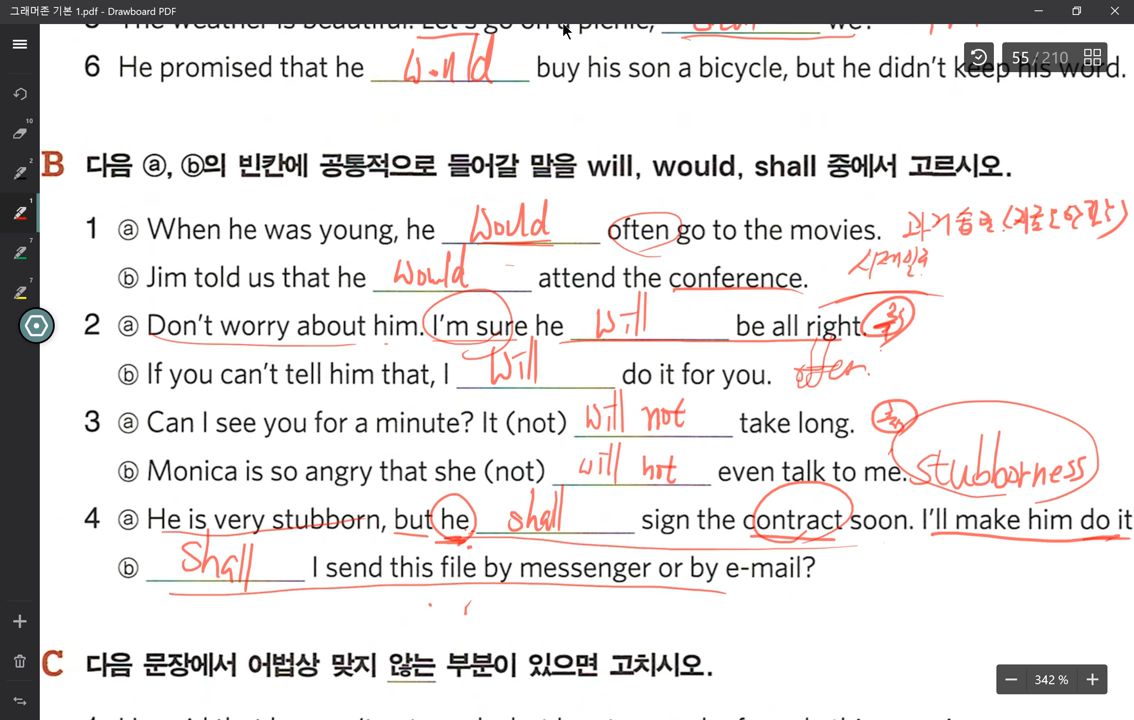 그래머존 기본 1.pdf - Drawboard PDF
55 / 210
6 He promised that he would buy his son a bicycle, but he didn't keep his word.
B 다음 ⓐ, ⓑ의 빈칸에 공통적으로 들어갈 말을 will, would, shall 중에서 고르시오.
1 ⓐ When he was young, he would often go to the movies. 과거습관
ⓑ Jim told us that he would attend the conference. 시제일치
2 ⓐ Don't worry about him. I'm sure he will be all right.
ⓑ If you can't tell him that, I will do it for you. offer.
3 ⓐ Can I see you for a minute? It (not) will not take long.
ⓑ Monica is so angry that she (not) will not even talk to me. stubborness
4 ⓐ He is very stubborn, but he shall sign the contract soon. I'll make him do it
ⓑ shall I send this file by messenger or by e-mail?
C 다음 문장에서 어법상 맞지 않는 부분이 있으면 고치시오.
342 %